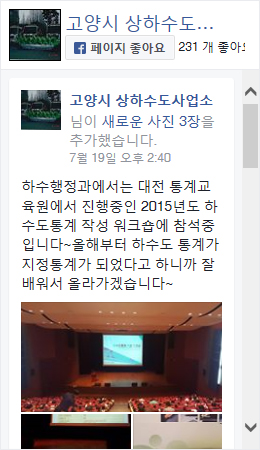 고양시 상하수도...
페이지 좋아요 231 개 좋아요
고양시 상하수도사업소
님이 새로운 사진 3장을
추가했습니다.
7월 19일 오후 2:40
하수행정과에서는 대전 통계교
육원에서 진행중인 2015년도 하
수도통계 작성 워크숍에 참석중
입니다~올해부터 하수도 통계가
지정통계가 되었다고 하니까 잘
배워서 올라가겠습니다~